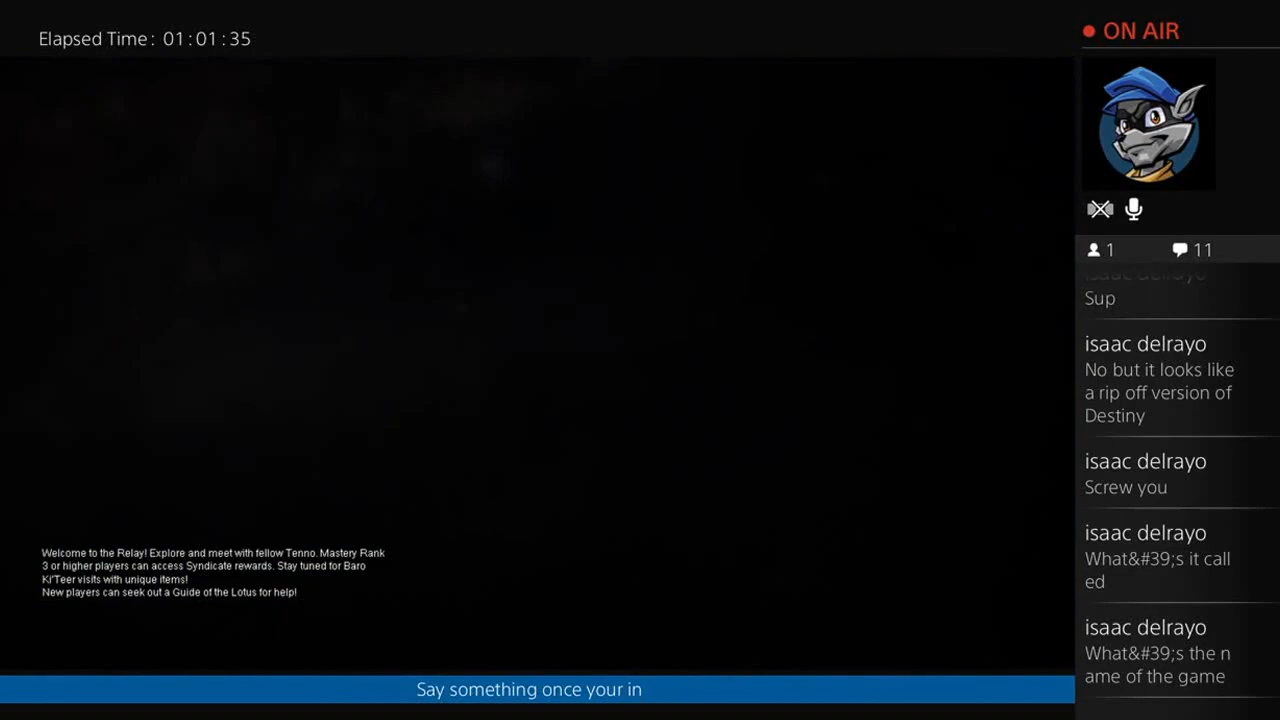 Elapsed Time: 01:01:35
ON AIR
1 11
isaac delrayo
Sup
isaac delrayo
No but it looks like
a rip off version of
Destiny
isaac delrayo
Screw you
isaac delrayo
What&#39;s it call
ed
isaac delrayo
What&#39;s the n
ame of the game
Welcome to the Relay! Explore and meet with fellow Tenno. Mastery Rank
3 or higher players can access Syndicate rewards. Stay tuned for Baro
Ki'Teer visits with unique items!
New players can seek out a Guide of the Lotus for help!
Say something once your in